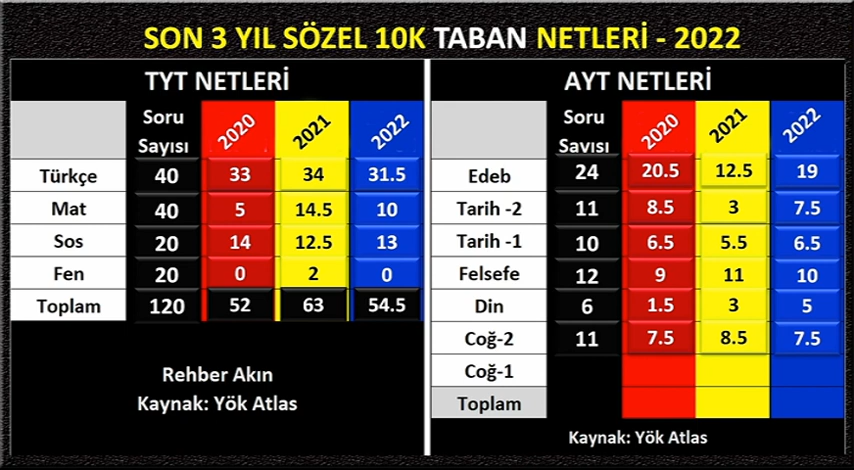 SON 3 YIL SÖZEL 10K TABAN NETLERİ - 2022
TYT NETLERİ
Soru Sayısı 2020 2021 2022
Türkçe 40 33 34 31.5
Mat 40 5 14.5 10
Sos 20 14 12.5 13
Fen 20 0 2 0
Toplam 120 52 63 54.5
Rehber Akın
Kaynak: Yök Atlas
AYT NETLERİ
Soru Sayısı 2020 2021 2022
Edeb 24 20.5 12.5 19
Tarih -2 11 8.5 3 7.5
Tarih -1 10 6.5 5.5 6.5
Felsefe 12 9 11 10
Din 6 1.5 3 5
Coğ-2 11 7.5 8.5 7.5
Coğ-1
Toplam
Kaynak: Yök Atlas